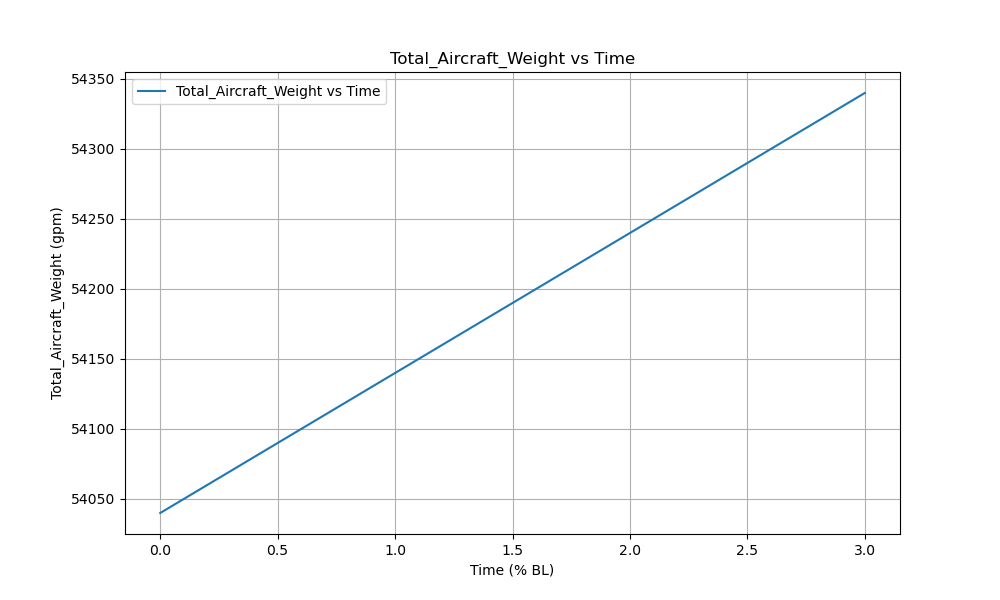 Total_Aircraft_Weight vs Time
54350
Total_Aircraft_Weight vs Time
54300
54250
54200
54150
54100
54050
Total_Aircraft_Weight (gpm)
0.0 0.5 1.0 1.5 2.0 2.5 3.0
Time (% BL)